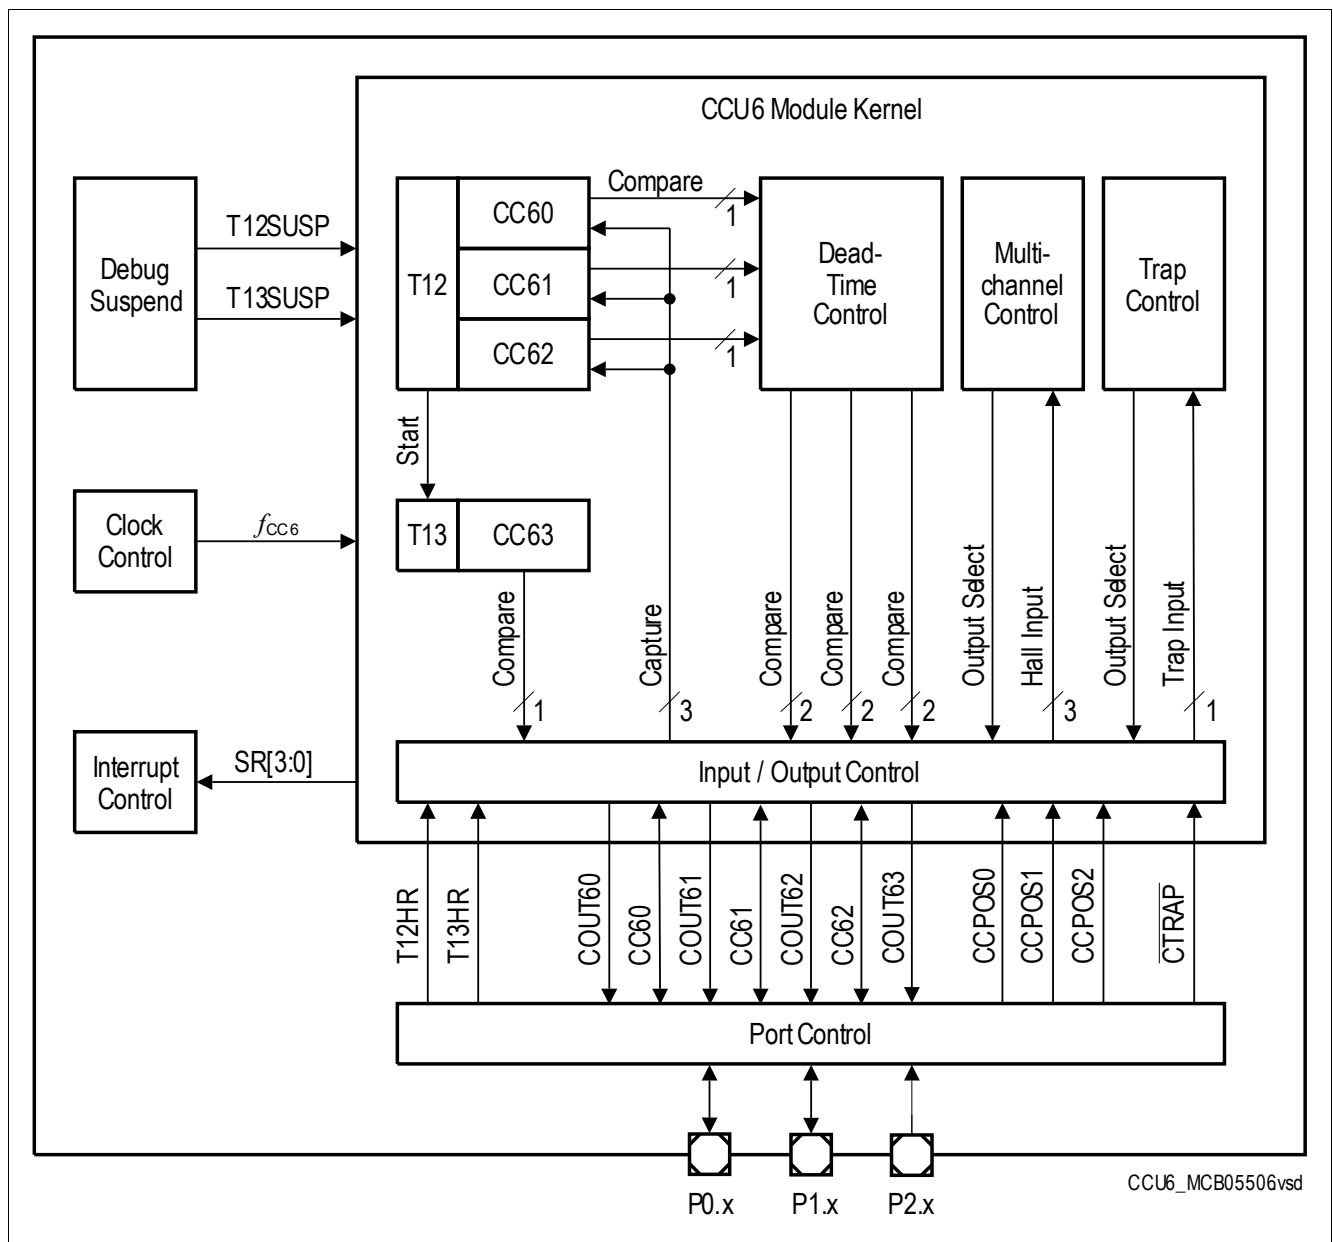 CCU6 Module Kernel
Debug
Suspend
T12SUSP
T13SUSP
T12
CC60
CC61
CC62
Compare
1
1
1
Dead-
Time
Control
Multi-
channel
Control
Trap
Control
Start
Clock
Control
fCC6
T13
CC63
Compare
1
Capture
3
Compare
2
Compare
2
Compare
2
Output Select
Hall Input
3
Output Select
Trap Input
1
Interrupt
Control
SR[3:0]
Input / Output Control
T12HR
T13HR
COUT60
CC60
COUT61
CC61
COUT62
CC62
COUT63
CCPOS0
CCPOS1
CCPOS2
CTRAP
Port Control
P0.x
P1.x
P2.x
CCU6_MCB05506.vsd